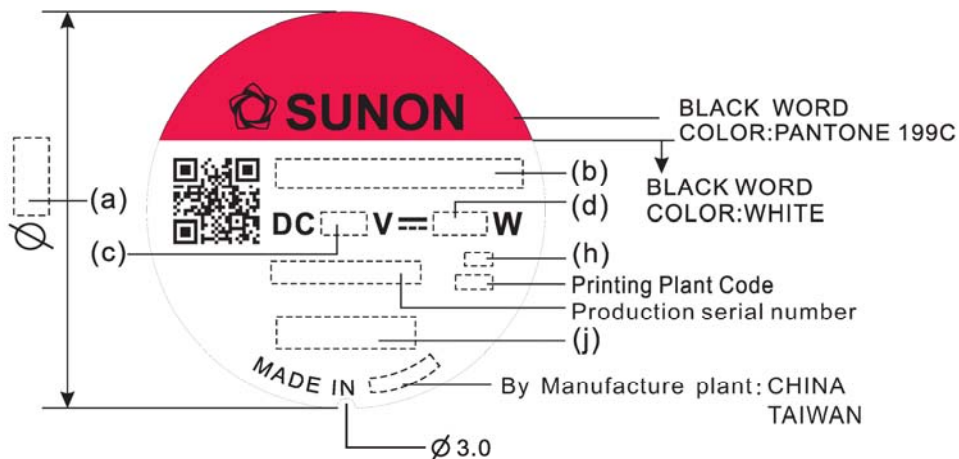 SUNON
BLACK WORD
COLOR:PANTONE 199C
BLACK WORD
COLOR:WHITE
(a)
(b)
Ø
DC V W
(d)
(c)
(h)
Printing Plant Code
Production serial number
(j)
MADE IN
By Manufacture plant: CHINA
TAIWAN
Ø 3.0